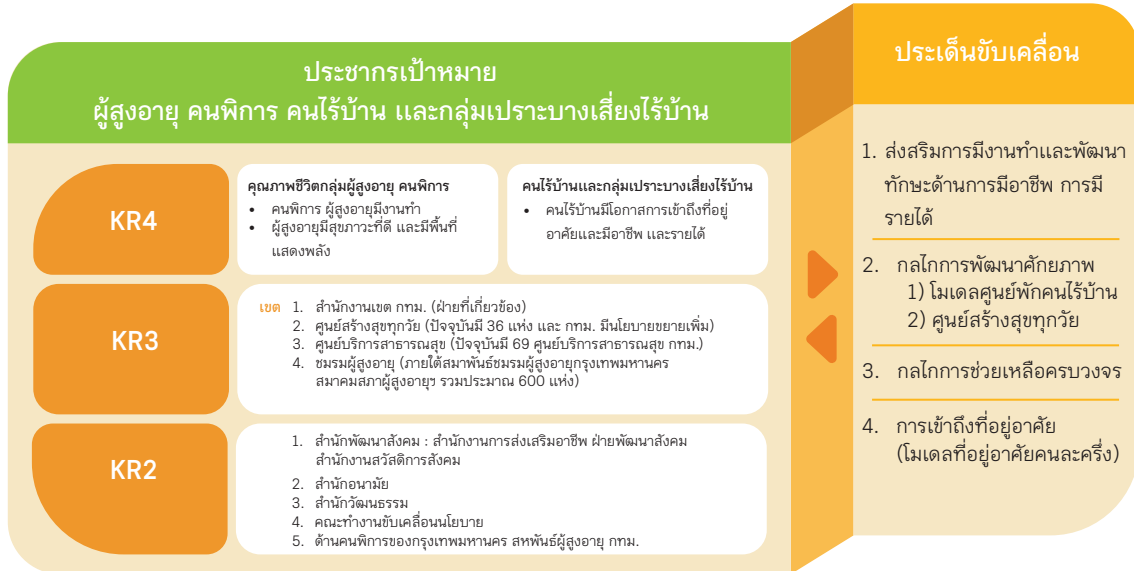 ประชากรเป้าหมาย
ผู้สูงอายุ คนพิการ คนไร้บ้าน และกลุ่มเปราะบางเสี่ยงไร้บ้าน
KR4
คุณภาพชีวิตกลุ่มผู้สูงอายุ คนพิการ
• คนพิการ ผู้สูงอายุมีงานทำ
• ผู้สูงอายุมีสุขภาวะที่ดี และมีพื้นที่
แสดงพลัง
คนไร้บ้านและกลุ่มเปราะบางเสี่ยงไร้บ้าน
• คนไร้บ้านมีโอกาสการเข้าถึงที่อยู่
อาศัยและมีอาชีพ และรายได้
KR3
เขต 1. สำนักงานเขต กทม. (ฝ่ายที่เกี่ยวข้อง)
2. ศูนย์สร้างสุขทุกวัย (ปัจจุบันมี 36 แห่ง และ กทม. มีนโยบายขยายเพิ่ม)
3. ศูนย์บริการสาธารณสุข (ปัจจุบันมี 69 ศูนย์บริการสาธารณสุข กทม.)
4. ชมรมผู้สูงอายุ (ภายใต้สมาพันธ์ชมรมผู้สูงอายุกรุงเทพมหานคร
สมาคมสภาผู้สูงอายุฯ รวมประมาณ 600 แห่ง)
KR2
1. สำนักพัฒนาสังคม : สำนักงานการส่งเสริมอาชีพ ฝ่ายพัฒนาสังคม
สำนักงานสวัสดิการสังคม
2. สำนักอนามัย
3. สำนักวัฒนธรรม
4. คณะทำงานขับเคลื่อนนโยบาย
5. ด้านคนพิการของกรุงเทพมหานคร สหพันธ์ผู้สูงอายุ กทม.
ประเด็นขับเคลื่อน
1. ส่งสริมการมีงานทำและพัฒนา
ทักษะด้านการมีอาชีพ การมี
รายได้
2. กลไกการพัฒนาศักยภาพ
1) โมเดลศูนย์พักคนไร้บ้าน
2) ศูนย์สร้างสุขทุกวัย
3. กลไกการช่วยเหลือครบวงจร
4. การเข้าถึงที่อยู่อาศัย
(โมเดลที่อยู่อาศัยคนละครึ่ง)